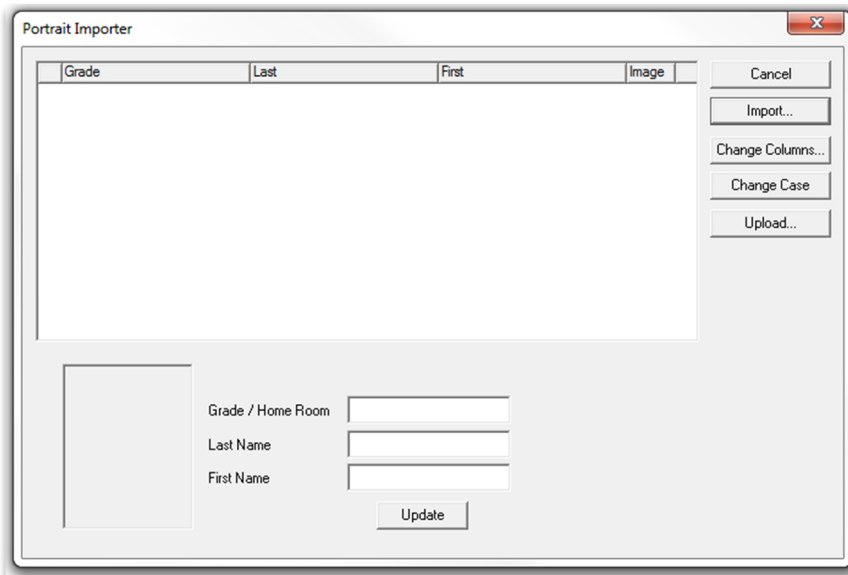 Portrait Importer
Grade Last First Image
Cancel
Import...
Change Columns...
Change Case
Upload...
Grade / Home Room
Last Name
First Name
Update